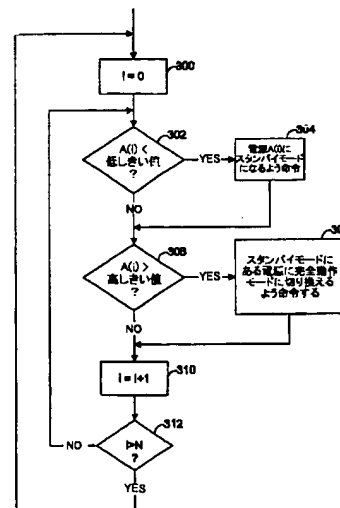 I = 0
300
A(I) <
低しきい値
?
302
YES
304
電源A(I)に
スタンバイモード
になるよう命令
NO
A(I) >
高しきい値
?
308
YES
30
スタンバイモードに
ある電源に完全動作
モードに切り換える
よう命令する
NO
I = I+1
310
I>N
?
312
NO
YES